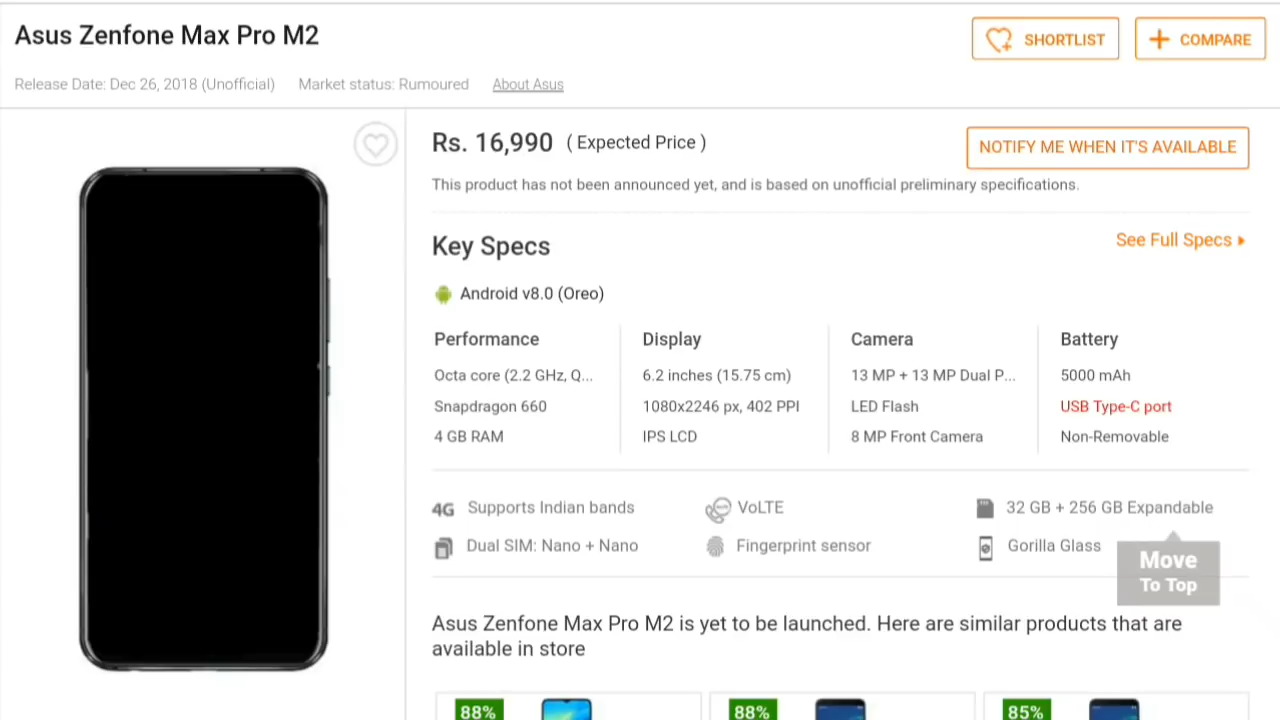 Asus Zenfone Max Pro M2
SHORTLIST
COMPARE
Release Date: Dec 26, 2018 (Unofficial) Market status: Rumoured About Asus
Rs. 16,990 ( Expected Price )
NOTIFY ME WHEN IT'S AVAILABLE
This product has not been announced yet, and is based on unofficial preliminary specifications.
Key Specs
See Full Specs
Android v8.0 (Oreo)
Performance
Octa core (2.2 GHz, Q...
Snapdragon 660
4 GB RAM
Display
6.2 inches (15.75 cm)
1080x2246 px, 402 PPI
IPS LCD
Camera
13 MP + 13 MP Dual P...
LED Flash
8 MP Front Camera
Battery
5000 mAh
USB Type-C port
Non-Removable
4G Supports Indian bands
VoLTE
32 GB + 256 GB Expandable
Dual SIM: Nano + Nano
Fingerprint sensor
Gorilla Glass
Move
To Top
Asus Zenfone Max Pro M2 is yet to be launched. Here are similar products that are
available in store
88%
88%
85%